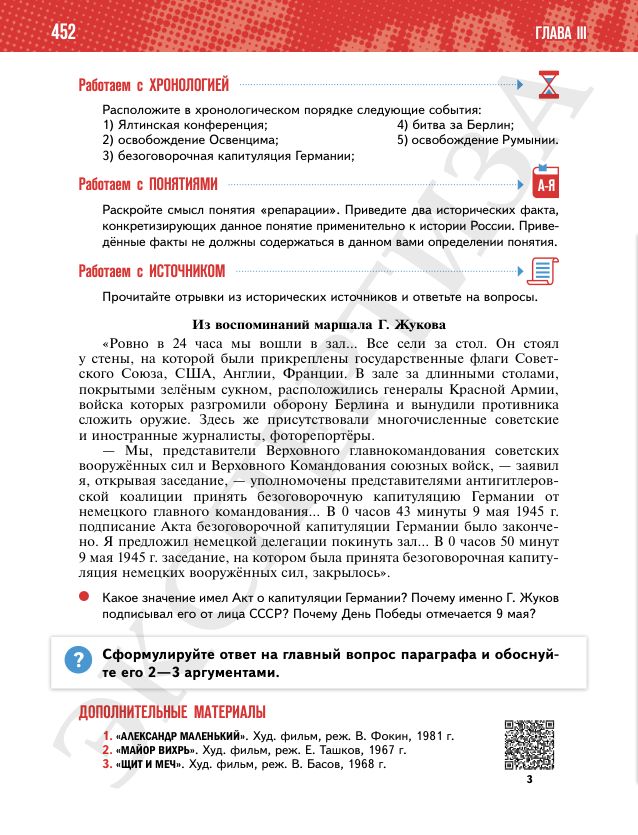 452
ГЛАВА III
Работаем с ХРОНОЛОГИЕЙ
Расположите в хронологическом порядке следующие события:
1) Ялтинская конференция;
2) освобождение Освенцима;
3) безоговорочная капитуляция Германии;
4) битва за Берлин;
5) освобождение Румынии.
Работаем с ПОНЯТИЯМИ
А-Я
Раскройте смысл понятия «репарации». Приведите два исторических факта,
конкретизирующих данное понятие применительно к истории России. Приве-
дённые факты не должны содержаться в данном вами определении понятия.
Работаем с ИСТОЧНИКОМ
Прочитайте отрывки из исторических источников и ответьте на вопросы.
Из воспоминаний маршала Г. Жукова
«Ровно в 24 часа мы вошли в зал... Все сели за стол. Он стоял
у стены, на которой были прикреплены государственные флаги Совет-
ского Союза, США, Англии, Франции. В зале за длинными столами,
покрытыми зелёным сукном, расположились генералы Красной Армии,
войска которых разгромили оборону Берлина и вынудили противника
сложить оружие. Здесь же присутствовали многочисленные советские
и иностранные журналисты, фоторепортёры.
— Мы, представители Верховного главнокомандования советских
вооружённых сил и Верховного Командования союзных войск, — заявил
я, открывая заседание, — уполномочены представителями антигитлеров-
ской коалиции принять безоговорочную капитуляцию Германии от
немецкого главного командования... В 0 часов 43 минуты 9 мая 1945 г.
подписание Акта безоговорочной капитуляции Германии было законче-
но. Я предложил немецкой делегации покинуть зал... В 0 часов 50 минут
9 мая 1945 г. заседание, на котором была принята безоговорочная капиту-
ляция немецких вооружённых сил, закрылось».
Какое значение имел Акт о капитуляции Германии? Почему именно Г. Жуков
подписывал его от лица СССР? Почему День Победы отмечается 9 мая?
?
Сформулируйте ответ на главный вопрос параграфа и обоснуй-
те его 2—3 аргументами.
ДОПОЛНИТЕЛЬНЫЕ МАТЕРИАЛЫ
1. «АЛЕКСАНДР МАЛЕНЬКИЙ». Худ. фильм, реж. В. Фокин, 1981 г.
2. «МАЙОР ВИХРЬ». Худ. фильм, реж. Е. Ташков, 1967 г.
3. «ЩИТ И МЕЧ». Худ. фильм, реж. В. Басов, 1968 г.
3
ЭКСПЕРТИЗА